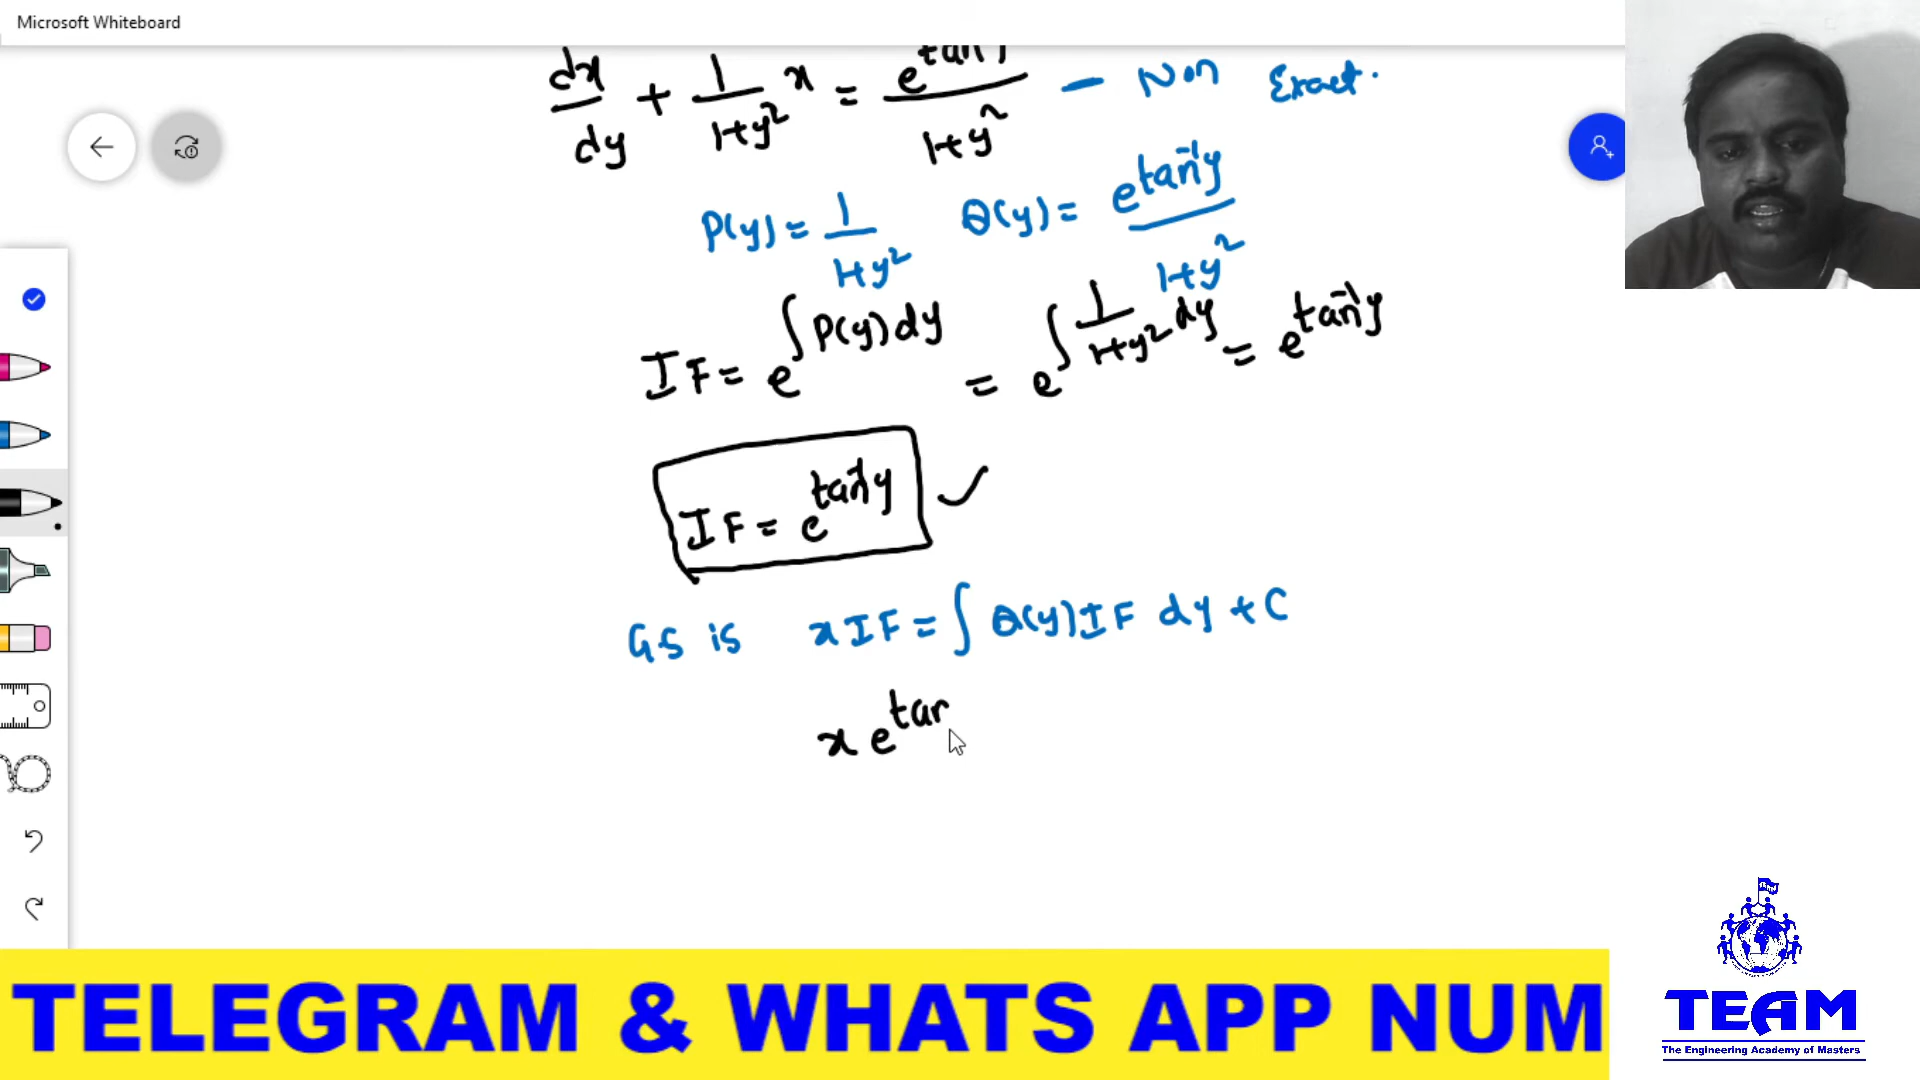 Microsoft Whiteboard
dx/dy + 1/1+y² x = e^tan⁻¹y/1+y² — Non Exact.
P(y) = 1/1+y² Q(y) = e^tan⁻¹y/1+y²
IF = e^∫P(y)dy = e^∫1/1+y² dy = e^tan⁻¹y
IF = e^tan⁻¹y ✓
GS is x IF = ∫ Q(y) IF dy + C
x e^tan
TELEGRAM & WHATS APP NUM
TEAM
The Engineering Academy of Masters